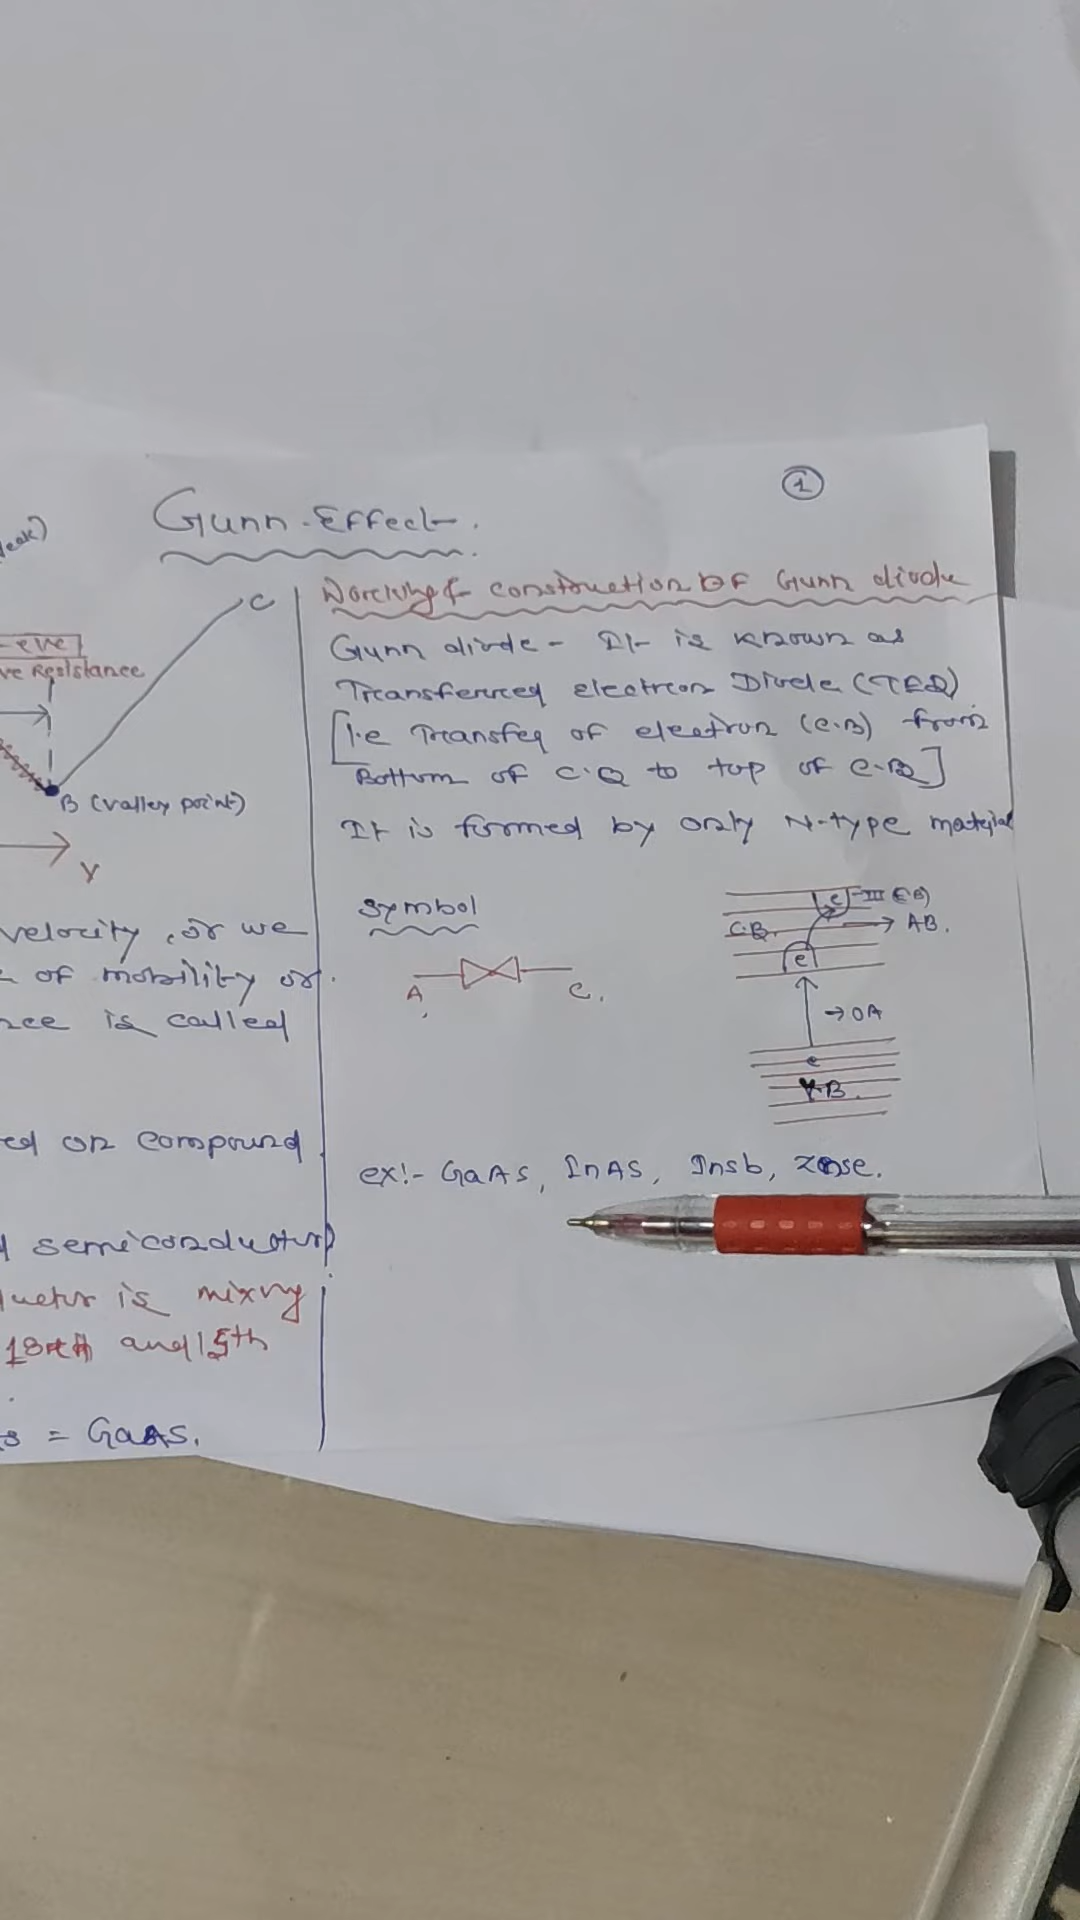 ①
Gunn-Effect.
C
-eve
ve Resistance
B (valley point)
V
velocity, or we
of mobility or
is called
on compound
semiconductor
is mixing
and 15th
= GaAs.
Working & construction of Gunn diode
Gunn diode - It is known as
Transferred electron Diode (TED)
[i.e Transfer of electron (C.B) from
Bottom of C.B to top of C.B]
It is formed by only N-type material
Symbol
A
C.
e
C.B.
→ AB.
e
→ OA
e
V.B.
ex:- GaAs, InAs, Insb, znse.